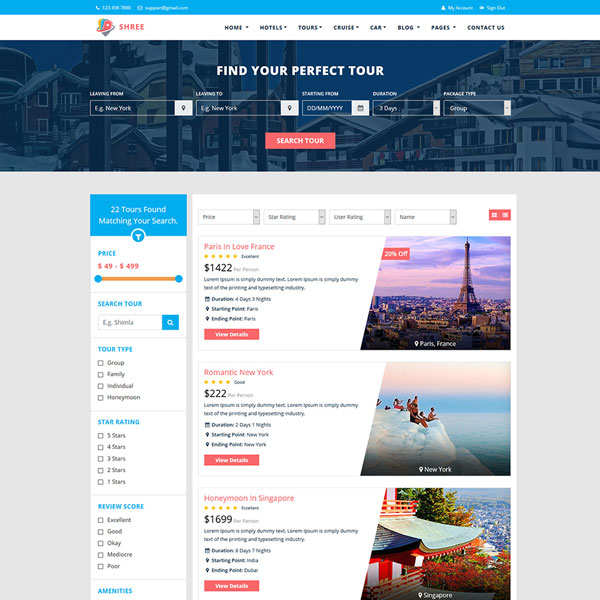 123 456 7890 support@gmail.com My Account Sign Out
SHREE HOME HOTELS TOURS CRUISE CAR BLOG PAGES CONTACT US
FIND YOUR PERFECT TOUR
LEAVING FROM LEAVING TO STARTING FROM DURATION PACKAGE TYPE
E.g. New York E.g. New York DD/MM/YYYY 3 Days Group
SEARCH TOUR
22 Tours Found
Matching Your Search.
PRICE
$ 49 - $ 499
SEARCH TOUR
E.g. Shimla
TOUR TYPE
Group
Family
Individual
Honeymoon
STAR RATING
5 Stars
4 Stars
3 Stars
2 Stars
1 Stars
REVIEW SCORE
Excellent
Good
Okay
Mediocre
Poor
AMENITIES
Price Star Rating User Rating Name
Paris In Love France
Excellent
$1422 Per Person
Lorem Ipsum is simply dummy text. Ipsum is simply dummy text
of the printing and typesetting industry.
Duration: 4 Days 3 Nights
Starting Point: Paris
Ending Point: Paris
View Details
20% Off
Paris, France
Romantic New York
Good
$222 Per Person
Lorem Ipsum is simply dummy text. Ipsum is simply dummy text
of the printing and typesetting industry.
Duration: 2 Days 1 Nights
Starting Point: New York
Ending Point: New York
View Details
New York
Honeymoon In Singapore
Excellent
$1699 Per Person
Lorem Ipsum is simply dummy text. Ipsum is simply dummy text
of the printing and typesetting industry.
Duration: 8 Days 7 Nights
Starting Point: India
Ending Point: Dubai
View Details
Singapore